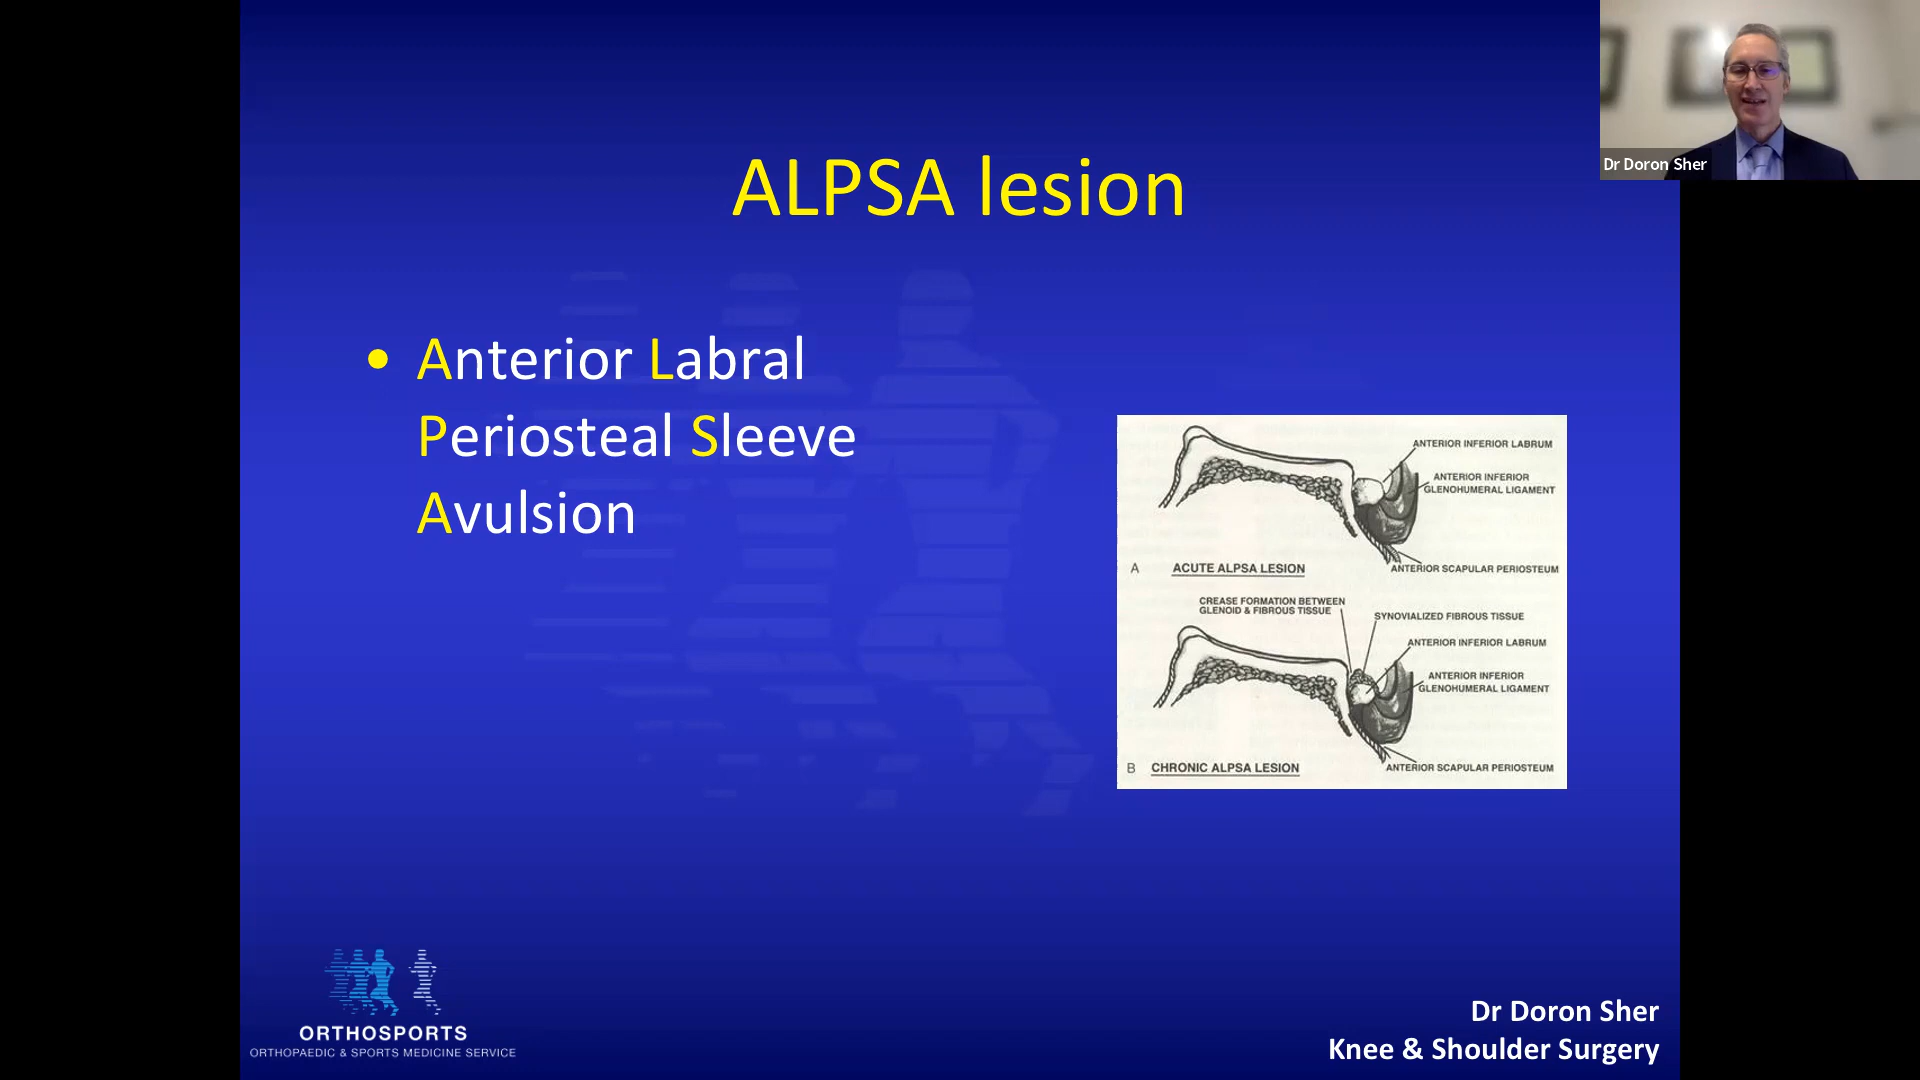 ALPSA lesion
Dr Doron Sher
• Anterior Labral
Periosteal Sleeve
Avulsion
ANTERIOR INFERIOR LABRUM
ANTERIOR INFERIOR
GLENOHUMERAL LIGAMENT
A ACUTE ALPSA LESION
ANTERIOR SCAPULAR PERIOSTEUM
CREASE FORMATION BETWEEN
GLENOID & FIBROUS TISSUE
SYNOVIALIZED FIBROUS TISSUE
ANTERIOR INFERIOR LABRUM
ANTERIOR INFERIOR
GLENOHUMERAL LIGAMENT
B CHRONIC ALPSA LESION
ANTERIOR SCAPULAR PERIOSTEUM
ORTHOSPORTS
ORTHOPAEDIC & SPORTS MEDICINE SERVICE
Dr Doron Sher
Knee & Shoulder Surgery